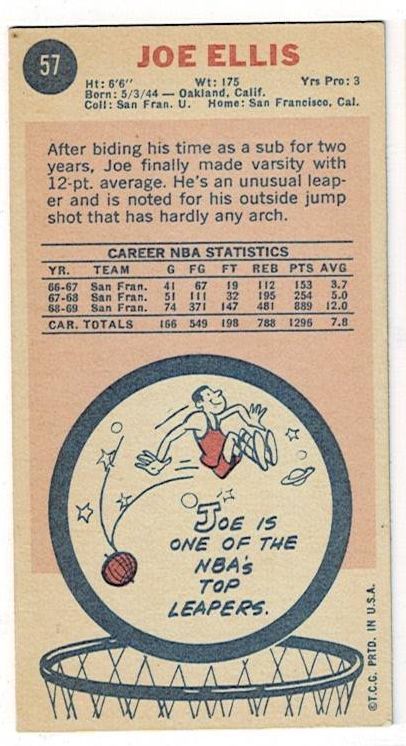 57
JOE ELLIS
Ht: 6'6" Wt: 175 Yrs Pro: 3
Born: 5/3/44 — Oakland, Calif.
Coll: San Fran. U. Home: San Francisco, Cal.
After biding his time as a sub for two
years, Joe finally made varsity with
12-pt. average. He's an unusual leap-
er and is noted for his outside jump
shot that has hardly any arch.
CAREER NBA STATISTICS
YR. TEAM G FG FT REB PTS AVG
66-67 San Fran. 41 67 19 112 153 3.7
67-68 San Fran. 51 111 32 195 254 5.0
68-69 San Fran. 74 371 147 481 889 12.0
CAR. TOTALS 166 549 198 788 1296 7.8
JOE IS
ONE OF THE
NBA's
TOP
LEAPERS.
©T.C.G. PRTD. IN U.S.A.